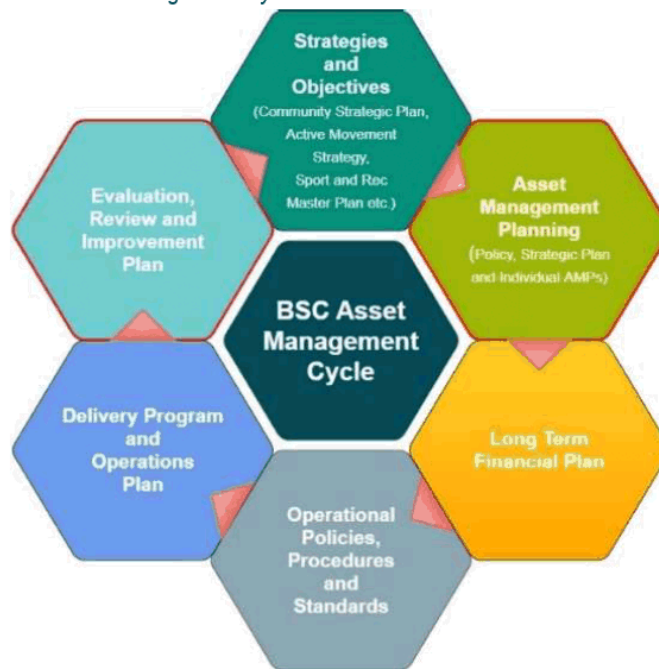 Strategies
and
Objectives
(Community Strategic Plan,
Active Movement
Strategy,
Sport and Rec
Master Plan etc.)
Asset
Management
Planning
(Policy, Strategic Plan
and Individual AMPs)
Long Term
Financial Plan
Operational
Policies,
Procedures
and
Standards
Delivery Program
and
Operations
Plan
Evaluation,
Review and
Improvement
Plan
BSC Asset
Management
Cycle